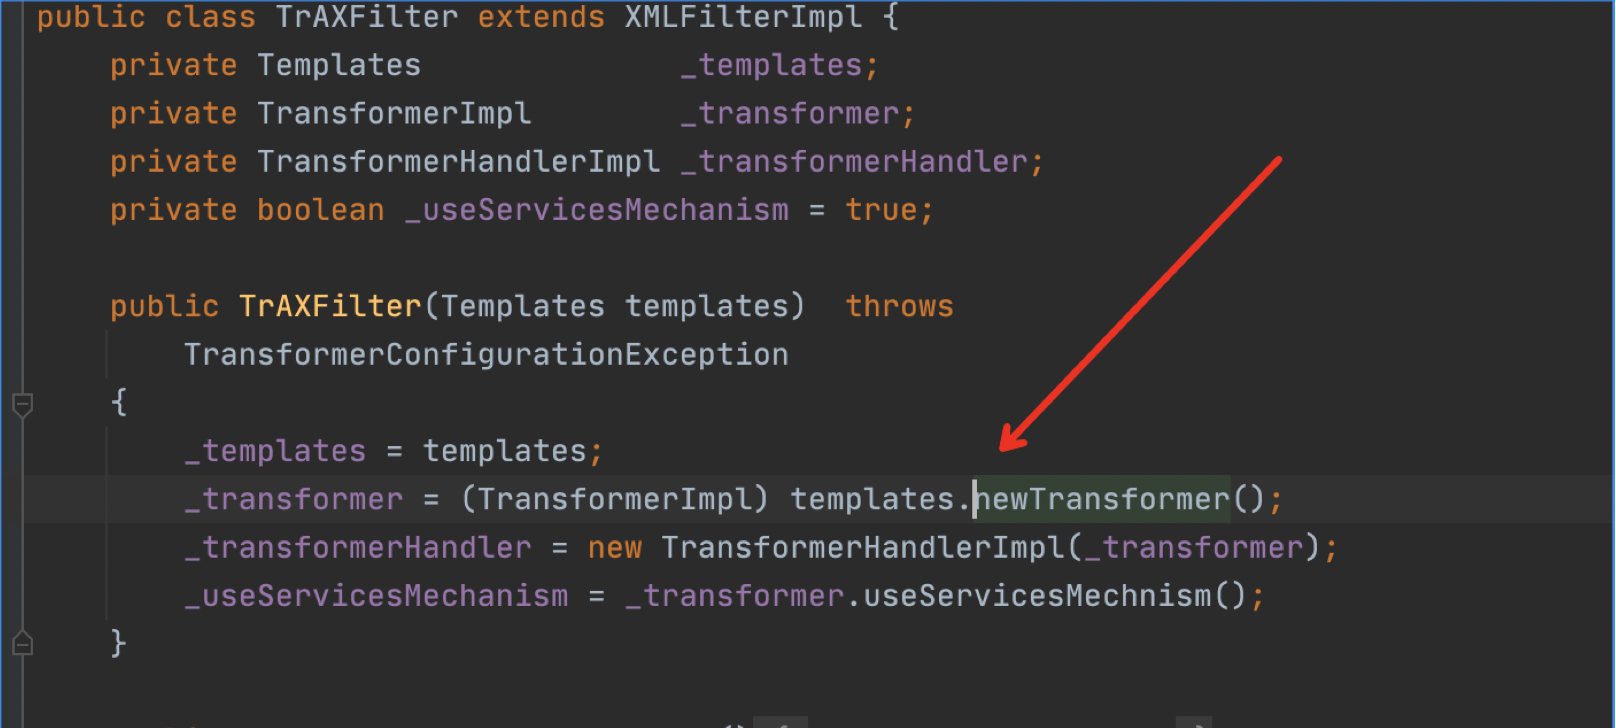 public class TrAXFilter extends XMLFilterImpl {
private Templates _templates;
private TransformerImpl _transformer;
private TransformerHandlerImpl _transformerHandler;
private boolean _useServicesMechanism = true;
public TrAXFilter(Templates templates) throws
TransformerConfigurationException
{
_templates = templates;
_transformer = (TransformerImpl) templates.newTransformer();
_transformerHandler = new TransformerHandlerImpl(_transformer);
_useServicesMechanism = _transformer.useServicesMechnism();
}